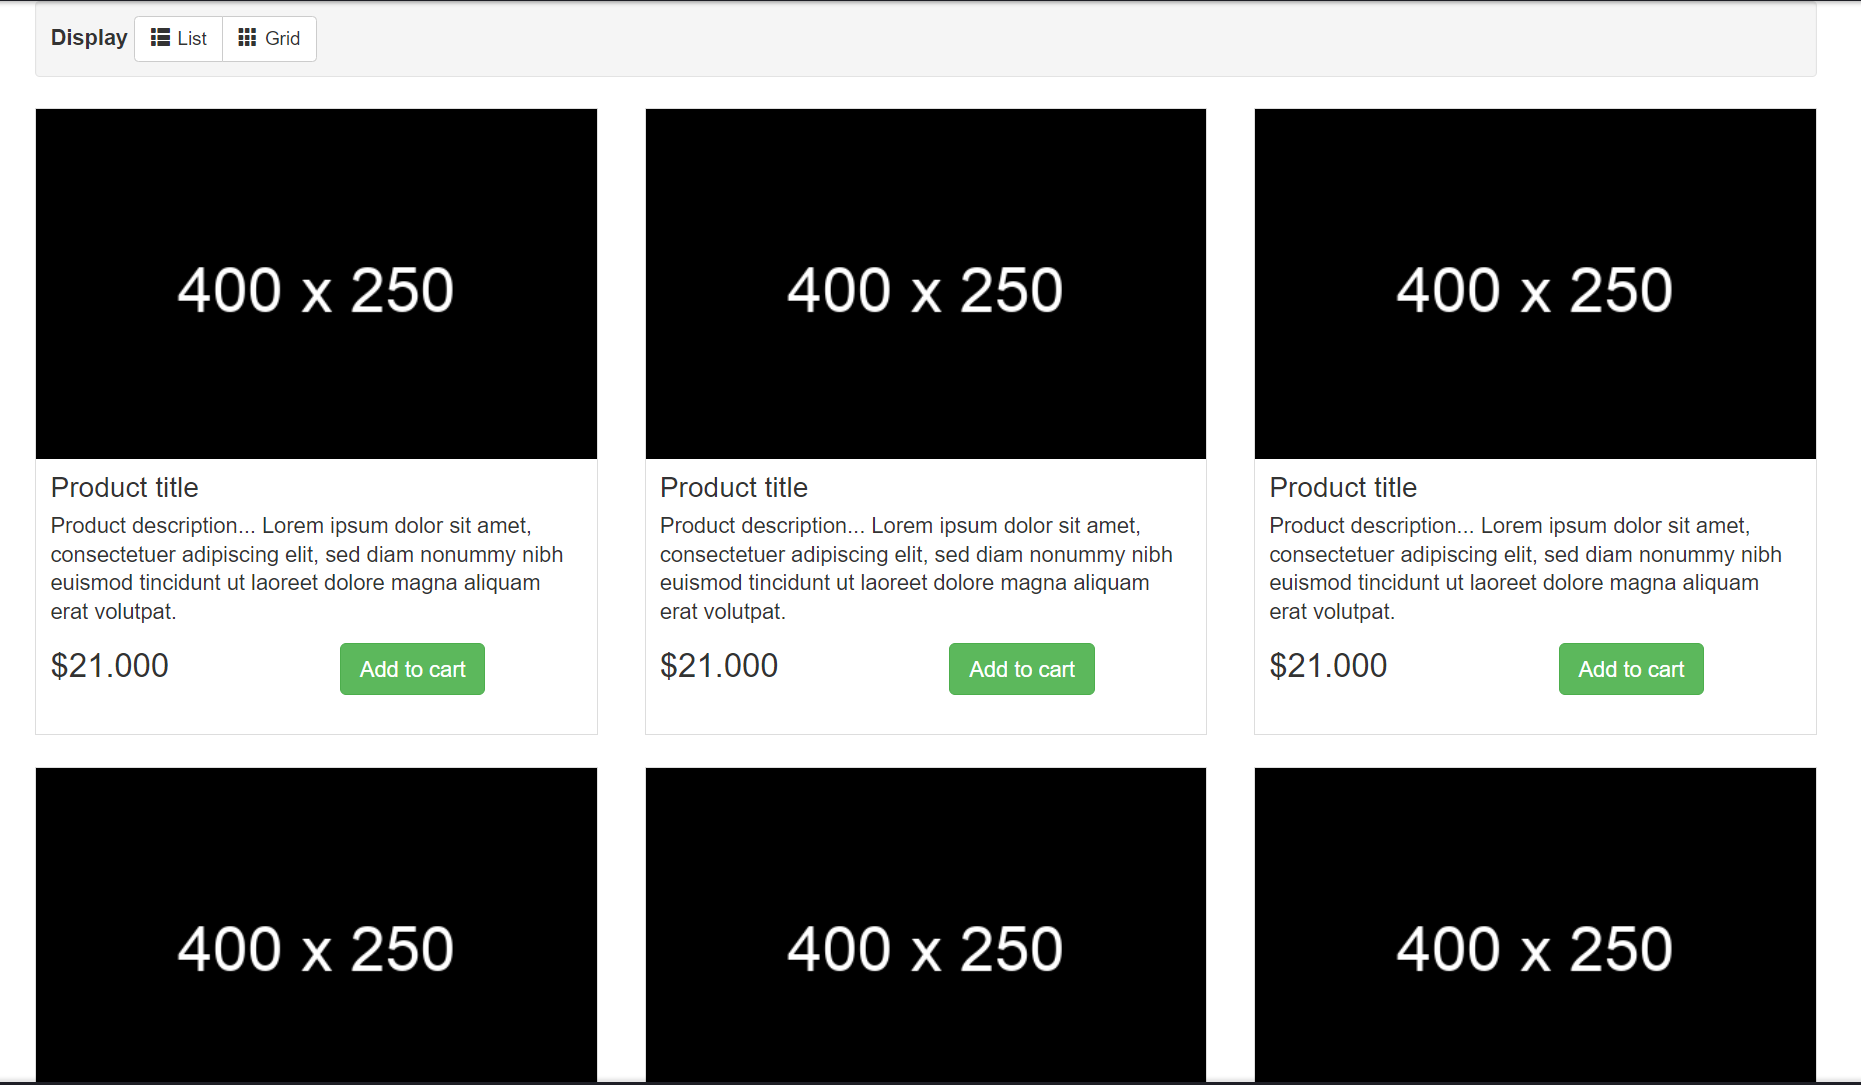 Display List Grid
400 x 250 400 x 250 400 x 250
Product title
Product description... Lorem ipsum dolor sit amet,
consectetuer adipiscing elit, sed diam nonummy nibh
euismod tincidunt ut laoreet dolore magna aliquam
erat volutpat.
$21.000 Add to cart
Product title
Product description... Lorem ipsum dolor sit amet,
consectetuer adipiscing elit, sed diam nonummy nibh
euismod tincidunt ut laoreet dolore magna aliquam
erat volutpat.
$21.000 Add to cart
Product title
Product description... Lorem ipsum dolor sit amet,
consectetuer adipiscing elit, sed diam nonummy nibh
euismod tincidunt ut laoreet dolore magna aliquam
erat volutpat.
$21.000 Add to cart
400 x 250 400 x 250 400 x 250